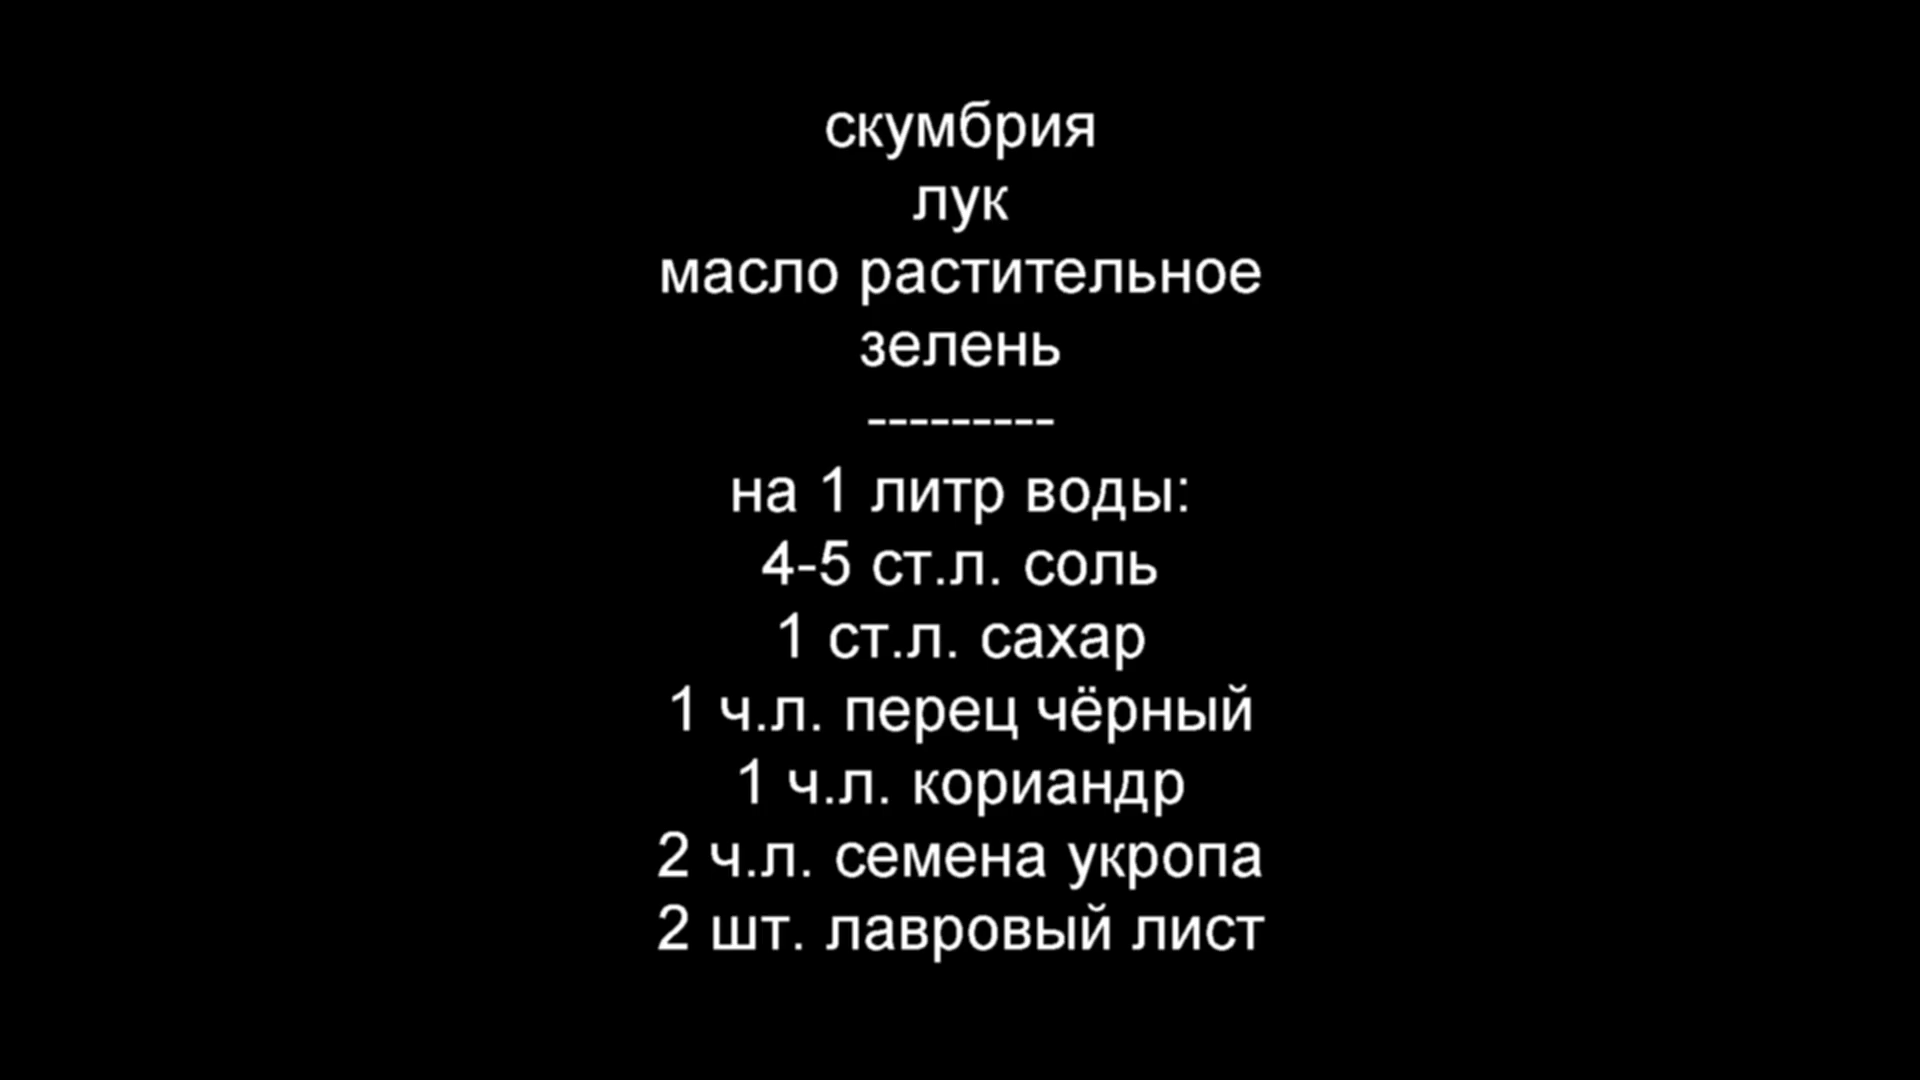 скумбрия
лук
масло растительное
зелень
---------
на 1 литр воды:
4-5 ст.л. соль
1 ст.л. сахар
1 ч.л. перец чёрный
1 ч.л. кориандр
2 ч.л. семена укропа
2 шт. лавровый лист